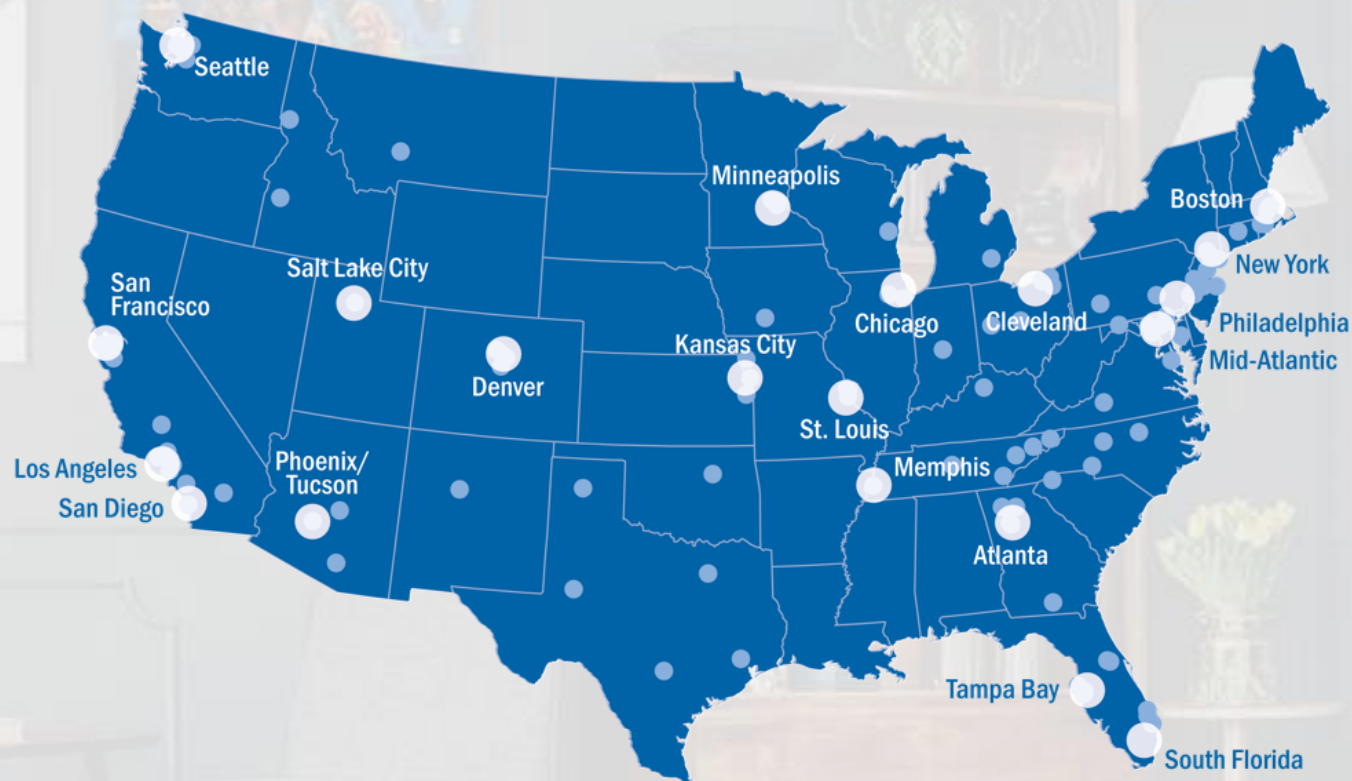 Seattle
Minneapolis
Boston
New York
Salt Lake City
San
Francisco
Chicago
Cleveland
Philadelphia
Kansas City
Mid-Atlantic
Denver
St. Louis
Los Angeles
Phoenix/
Tucson
Memphis
San Diego
Atlanta
Tampa Bay
South Florida